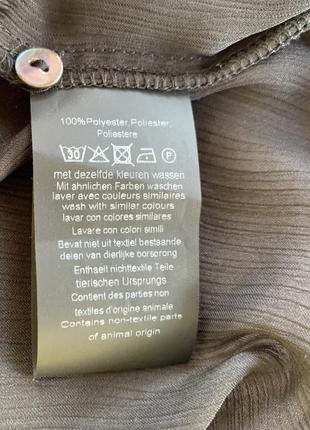 100%Polyester,Poliester,
Poliestere
30 P
met dezelfde kleuren wassen
Mit ähnlichen Farben waschen
laver avec couleurs similaires
wash with similar colours
lavar con colores similares
Lavare con colori simili
Bevat niet uit textiel bestaande
delen van dierlijke oorsprong
Enthaelt nichttextile Teile
tierischen Ursprungs
Contient des parties non
textiles d'origine animale
Contains non-textile parts
of animal origin